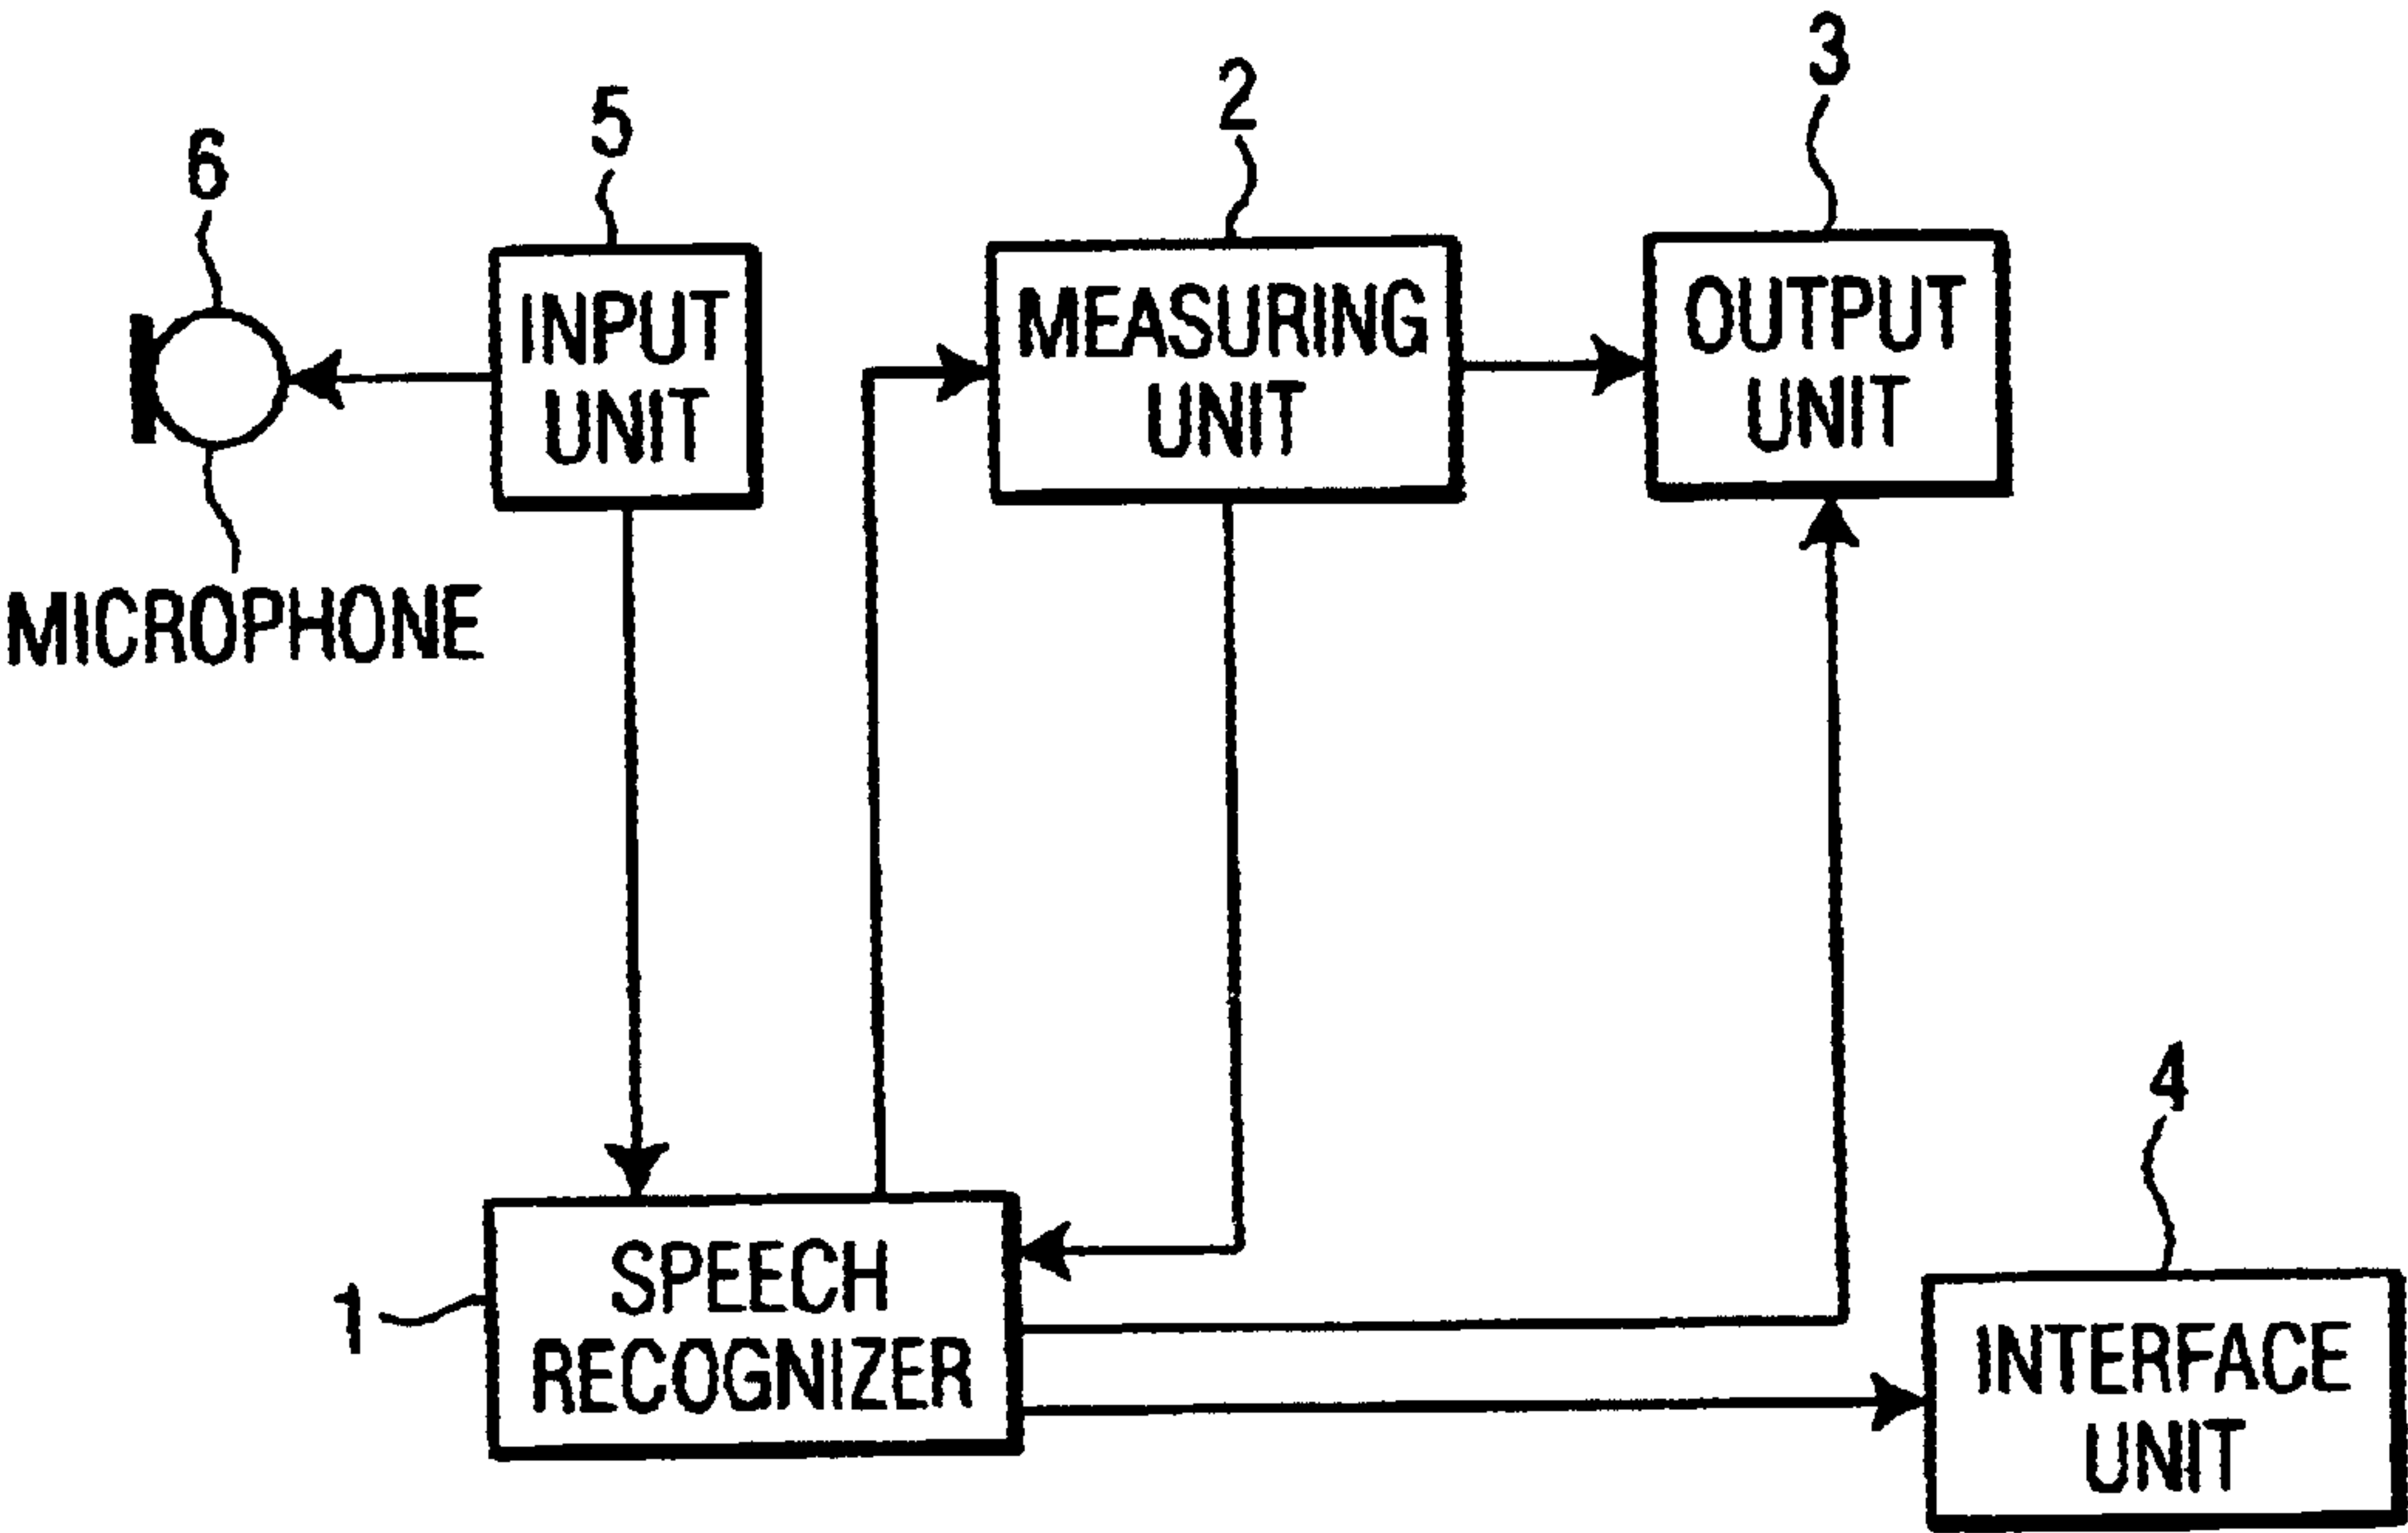 3
2
5
6
INPUT
UNIT
MEASURING
UNIT
OUTPUT
UNIT
MICROPHONE
4
1
SPEECH
RECOGNIZER
INTERFACE
UNIT